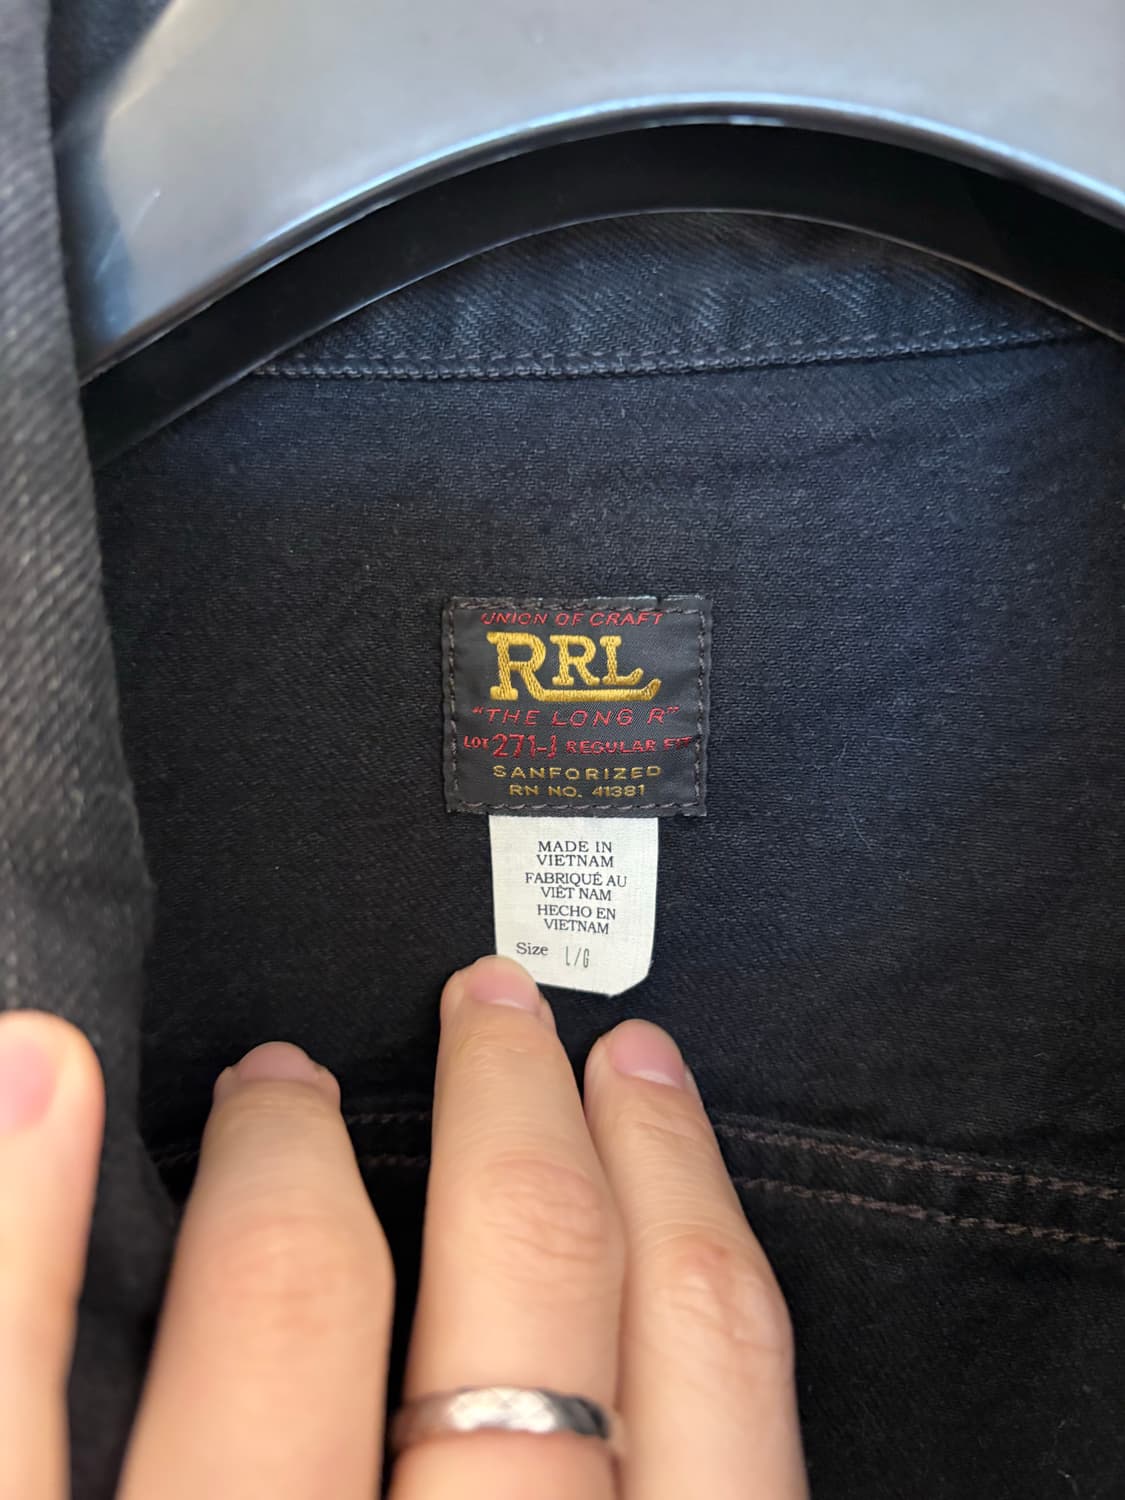 UNION OF CRAFT
RRL
"THE LONG R"
LOT 271-J REGULAR FIT
SANFORIZED
RN NO. 41381
MADE IN
VIETNAM
FABRIQUÉ AU
VIÊT NAM
HECHO EN
VIETNAM
Size L/G